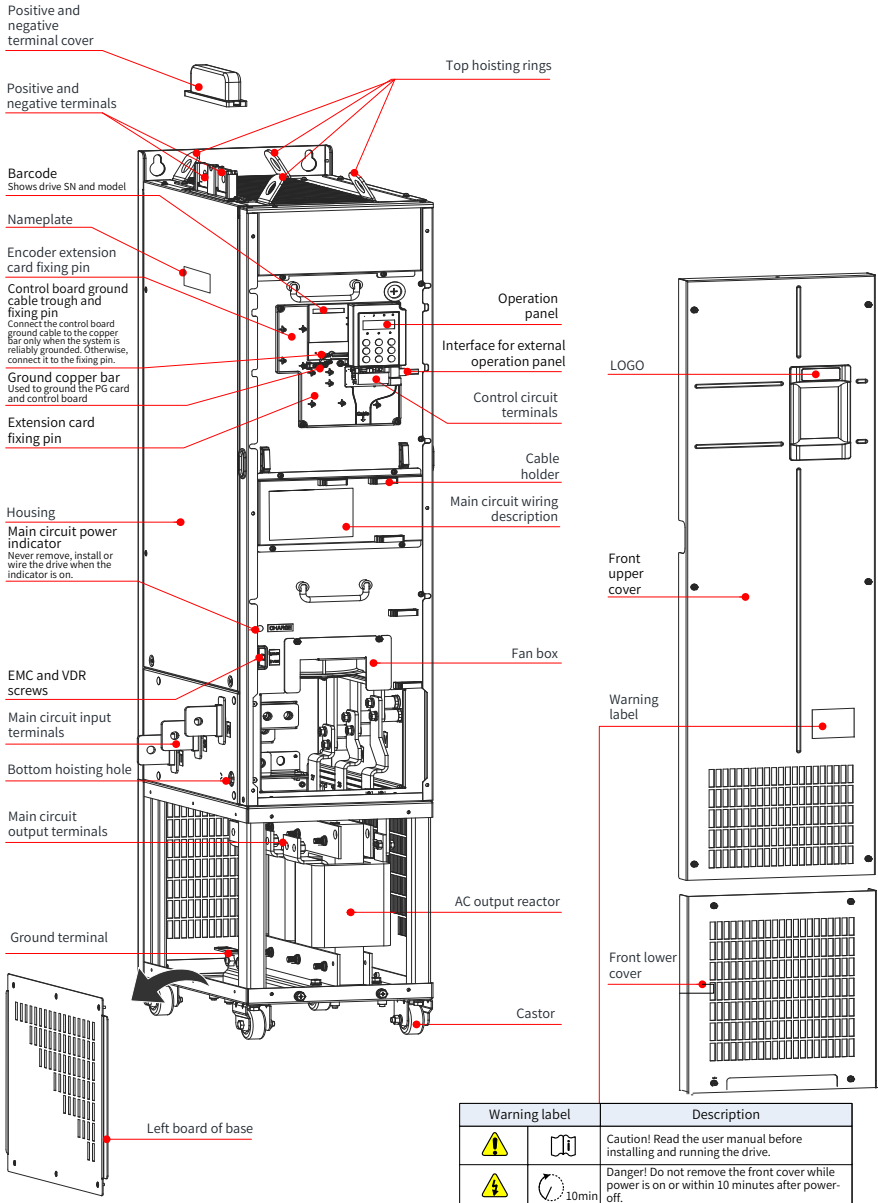 Positive and
negative
terminal cover
Positive and
negative terminals
Top hoisting rings
Barcode
Shows drive SN and model
Nameplate
Encoder extension
card fixing pin
Control board ground
cable trough and
fixing pin
Connect the control board
ground cable to the copper
bar only when the system is
reliably grounded. Otherwise,
connect it to the fixing pin.
Ground copper bar
Used to ground the PG card
and control board
Extension card
fixing pin
Operation
panel
Interface for external
operation panel
Control circuit
terminals
Cable
holder
Main circuit wiring
description
Housing
Main circuit power
indicator
Never remove, install or
wire the drive when the
indicator is on.
CHARGE
Fan box
EMC and VDR
screws
Main circuit input
terminals
Bottom hoisting hole
Main circuit
output terminals
AC output reactor
Ground terminal
Castor
Left board of base
LOGO
Front
upper
cover
Warning
label
Front lower
cover
Warning label Description
Caution! Read the user manual before
installing and running the drive.
10min
Danger! Do not remove the front cover while
power is on or within 10 minutes after power-
off.